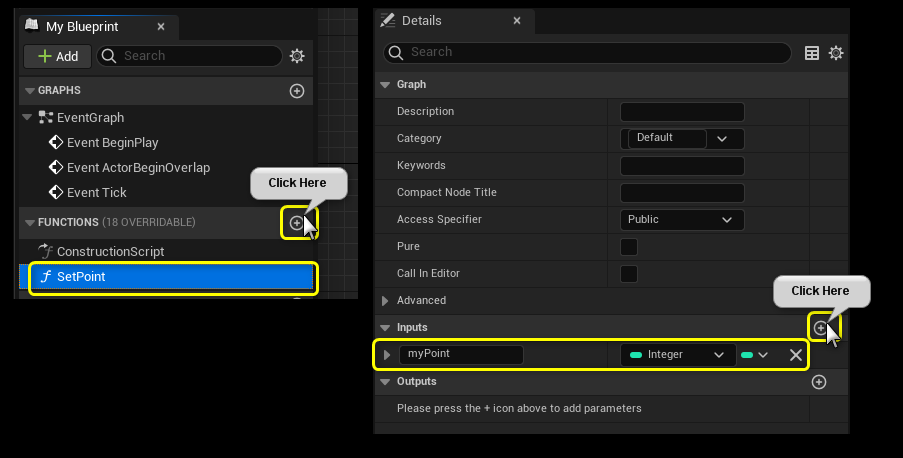 My Blueprint
Add
Search
GRAPHS
EventGraph
Event BeginPlay
Event ActorBeginOverlap
Event Tick
Click Here
FUNCTIONS (18 OVERRIDABLE)
ConstructionScript
SetPoint
Details
Search
Graph
Description
Category Default
Keywords
Compact Node Title
Access Specifier Public
Pure
Call In Editor
Advanced
Click Here
Inputs
myPoint Integer
Outputs
Please press the + icon above to add parameters